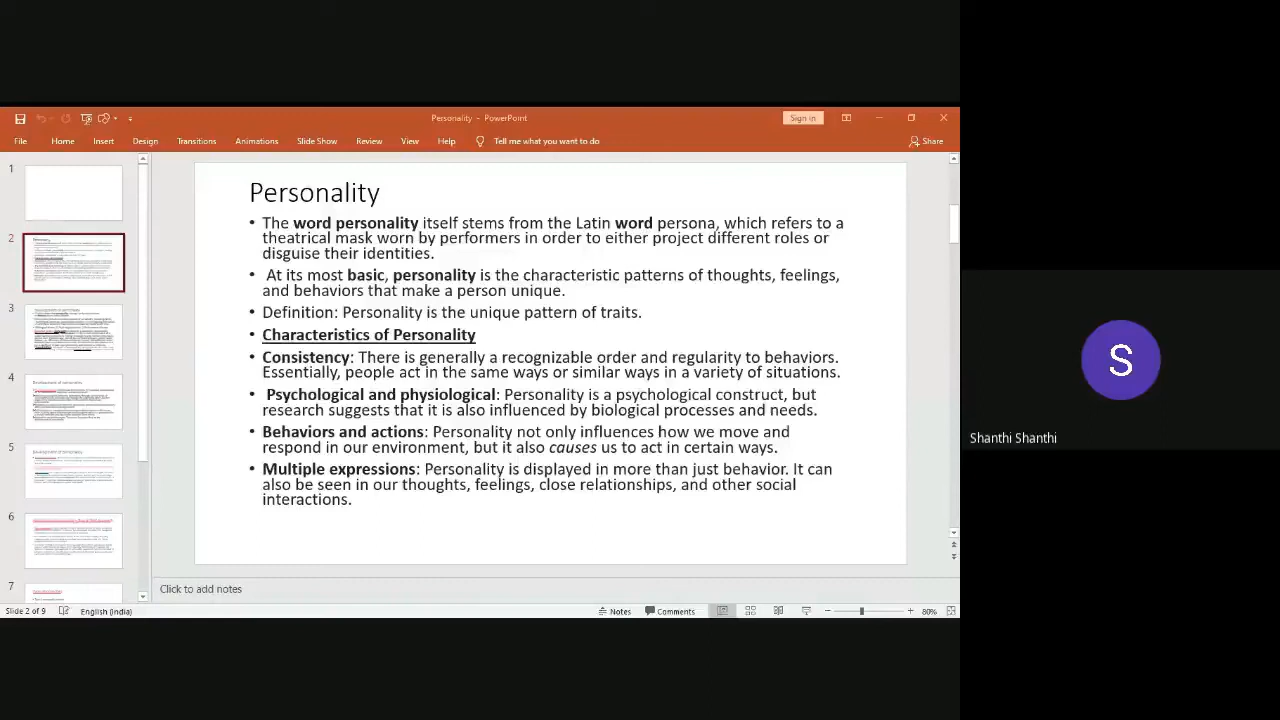 Personality - PowerPoint
Sign in
File Home Insert Design Transitions Animations Slide Show Review View Help Tell me what you want to do Share
1
2
3
4
5
6
7
Personality
• The word personality itself stems from the Latin word persona, which refers to a
theatrical mask worn by performers in order to either project different roles or
disguise their identities.
• At its most basic, personality is the characteristic patterns of thoughts, feelings,
and behaviors that make a person unique.
• Definition: Personality is the unique pattern of traits.
• Characteristics of Personality
• Consistency: There is generally a recognizable order and regularity to behaviors.
Essentially, people act in the same ways or similar ways in a variety of situations.
• Psychological and physiological: Personality is a psychological construct, but
research suggests that it is also influenced by biological processes and needs.
• Behaviors and actions: Personality not only influences how we move and
respond in our environment, but it also causes us to act in certain ways.
• Multiple expressions: Personality is displayed in more than just behavior. It can
also be seen in our thoughts, feelings, close relationships, and other social
interactions.
Click to add notes
Slide 2 of 9 English (India) Notes Comments 80%
S
Shanthi Shanthi